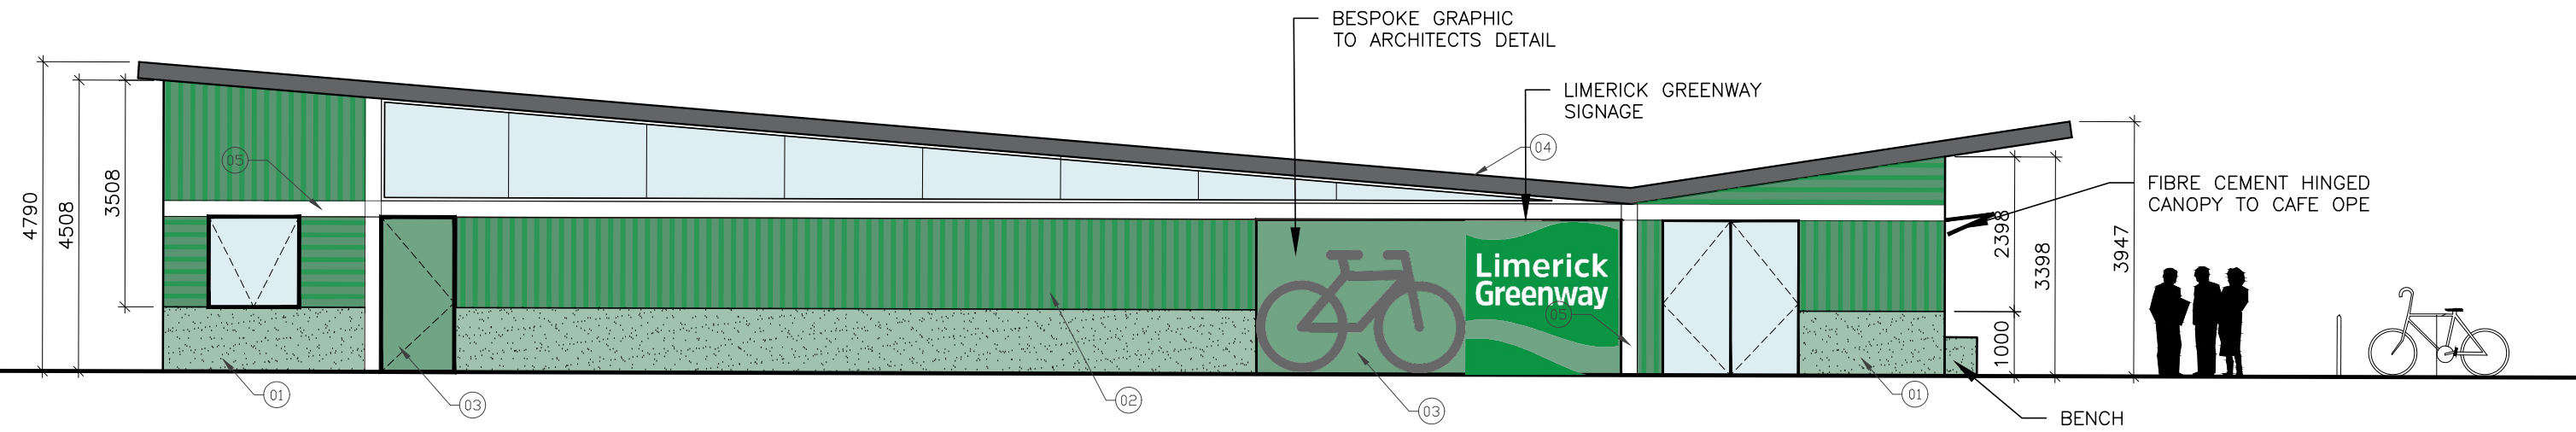 BESPOKE GRAPHIC
TO ARCHITECTS DETAIL
LIMERICK GREENWAY
SIGNAGE
04
05
4790
4508
3508
FIBRE CEMENT HINGED
CANOPY TO CAFE OPE
2398
3398
3947
1000
Limerick
Greenway
05
01
03
02
03
01
BENCH